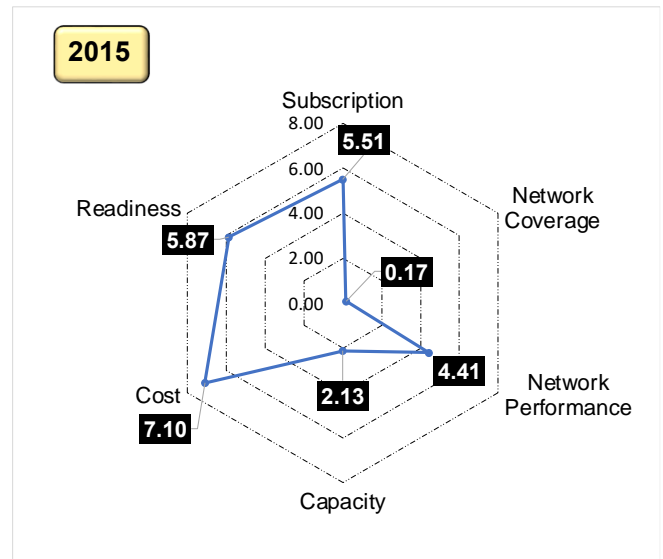 2015
Subscription
8.00
5.51
6.00
Network
Coverage
Readiness
4.00
5.87
2.00
0.17
0.00
4.41
Network
Performance
2.13
Cost
7.10
Capacity